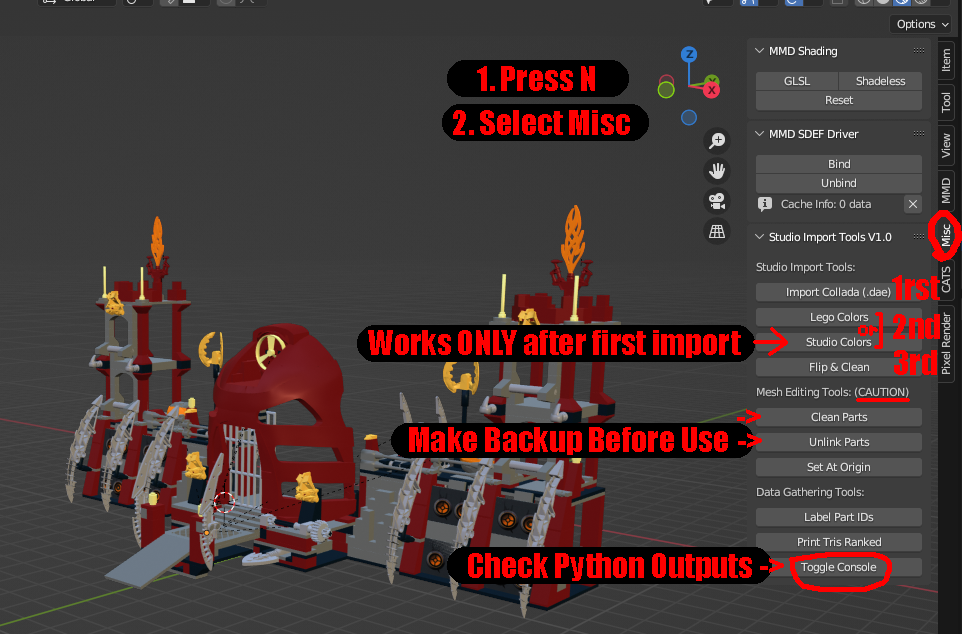 Global
Options
MMD Shading
GLSL Shadeless
Reset
MMD SDEF Driver
Bind
Unbind
Cache Info: 0 data
Studio Import Tools V1.0
Studio Import Tools:
Import Collada (.dae)
Lego Colors
Studio Colors
Flip & Clean
Mesh Editing Tools: (CAUTION)
Clean Parts
Unlink Parts
Set At Origin
Data Gathering Tools:
Label Part IDs
Print Tris Ranked
Toggle Console
Item
Tool
View
MMD
Misc
CATS
Pixel Render
Z
Y
X
1. Press N
2. Select Misc
1rst
or
2nd
3rd
Works ONLY after first import
->
Make Backup Before Use ->
Check Python Outputs ->